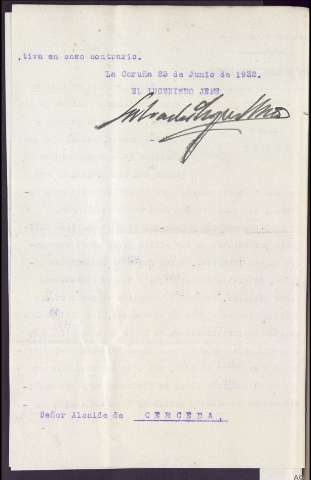 ,tiva en caso contrario.
La Coruña 23 de Junio de 1932.
EL INGENIERO JEFE
Señor Alcalde de CERCEDA.